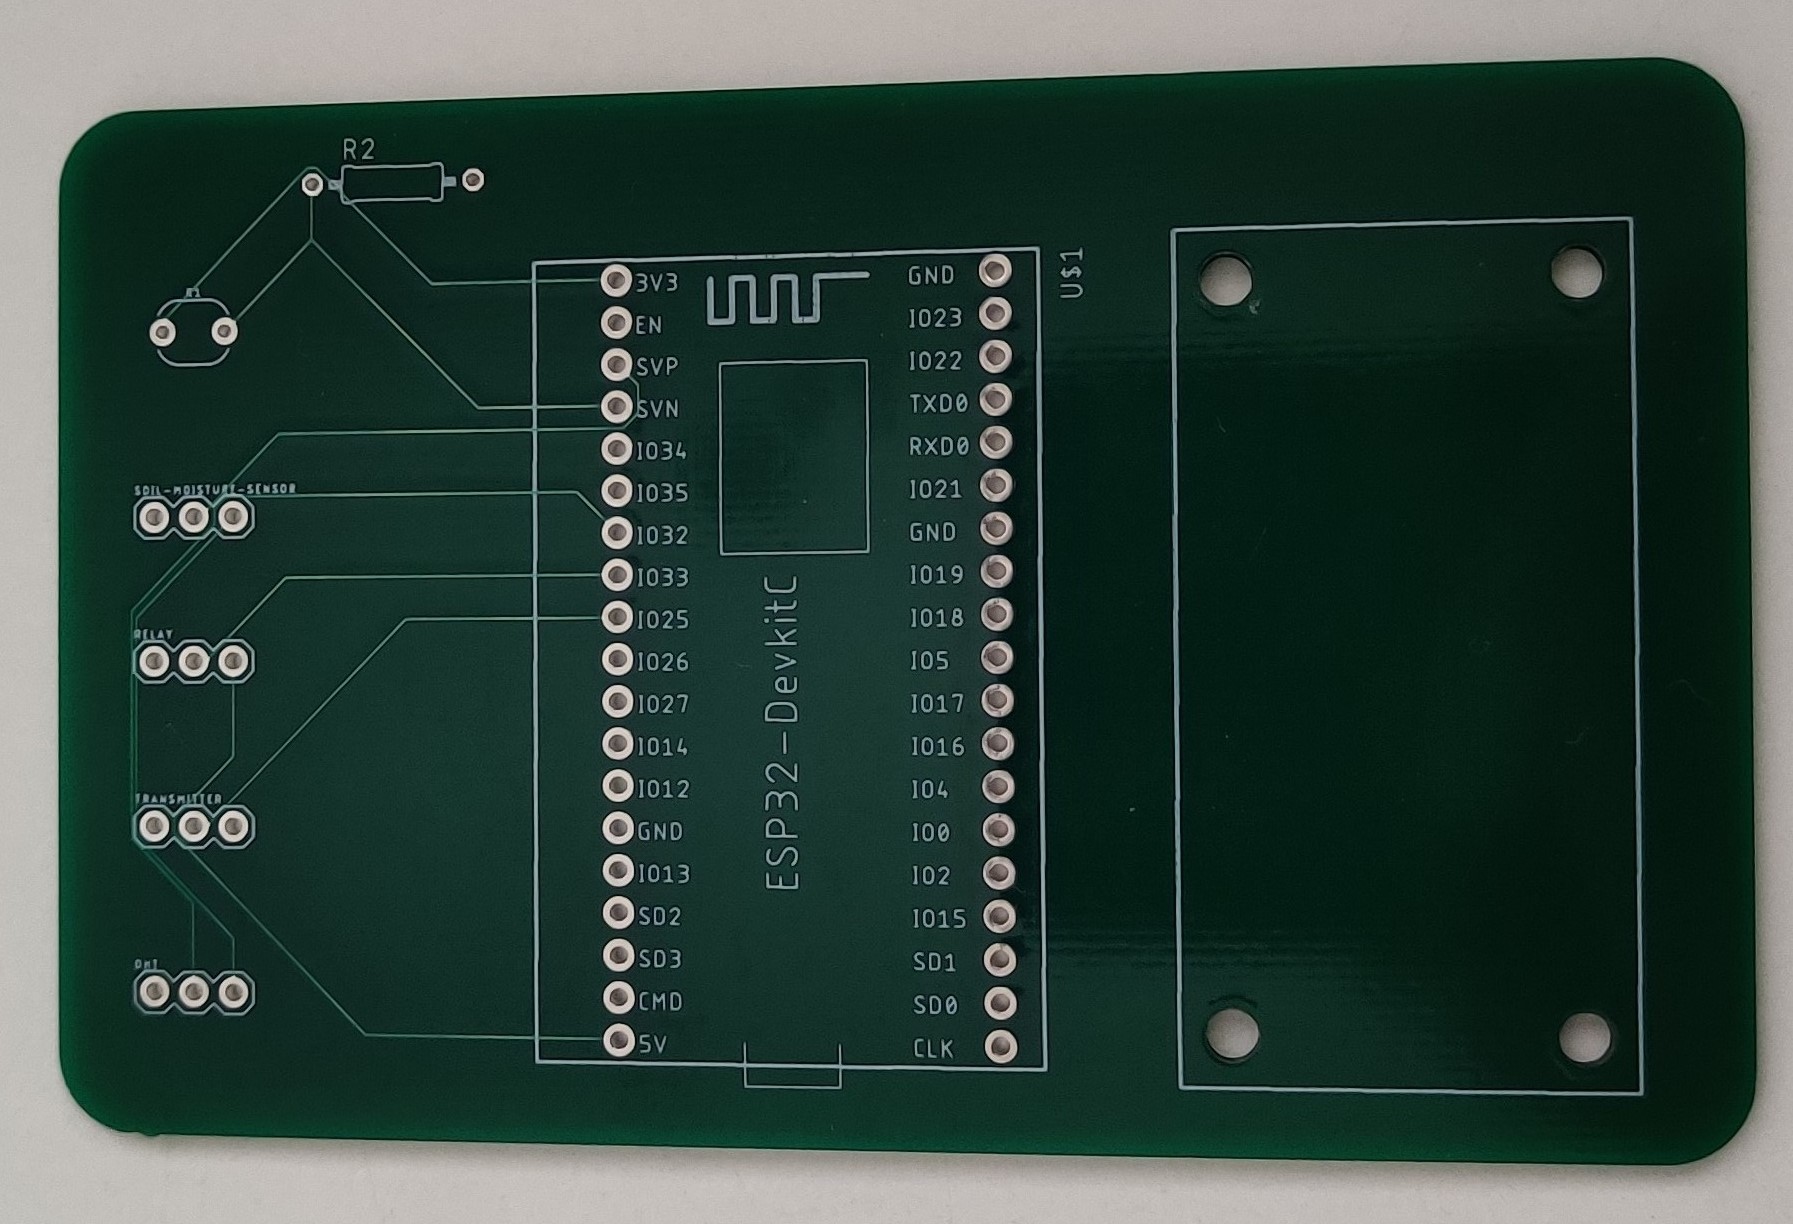 R2
R1
SOIL-MOISTURE-SENSOR
RELAY
TRANSMITTER
DHT
3V3
EN
SVP
SVN
IO34
IO35
IO32
IO33
IO25
IO26
IO27
IO14
IO12
GND
IO13
SD2
SD3
CMD
5V
ESP32-DevkitC
GND
IO23
IO22
TXD0
RXD0
IO21
GND
IO19
IO18
IO5
IO17
IO16
IO4
IO0
IO2
IO15
SD1
SD0
CLK
U$1